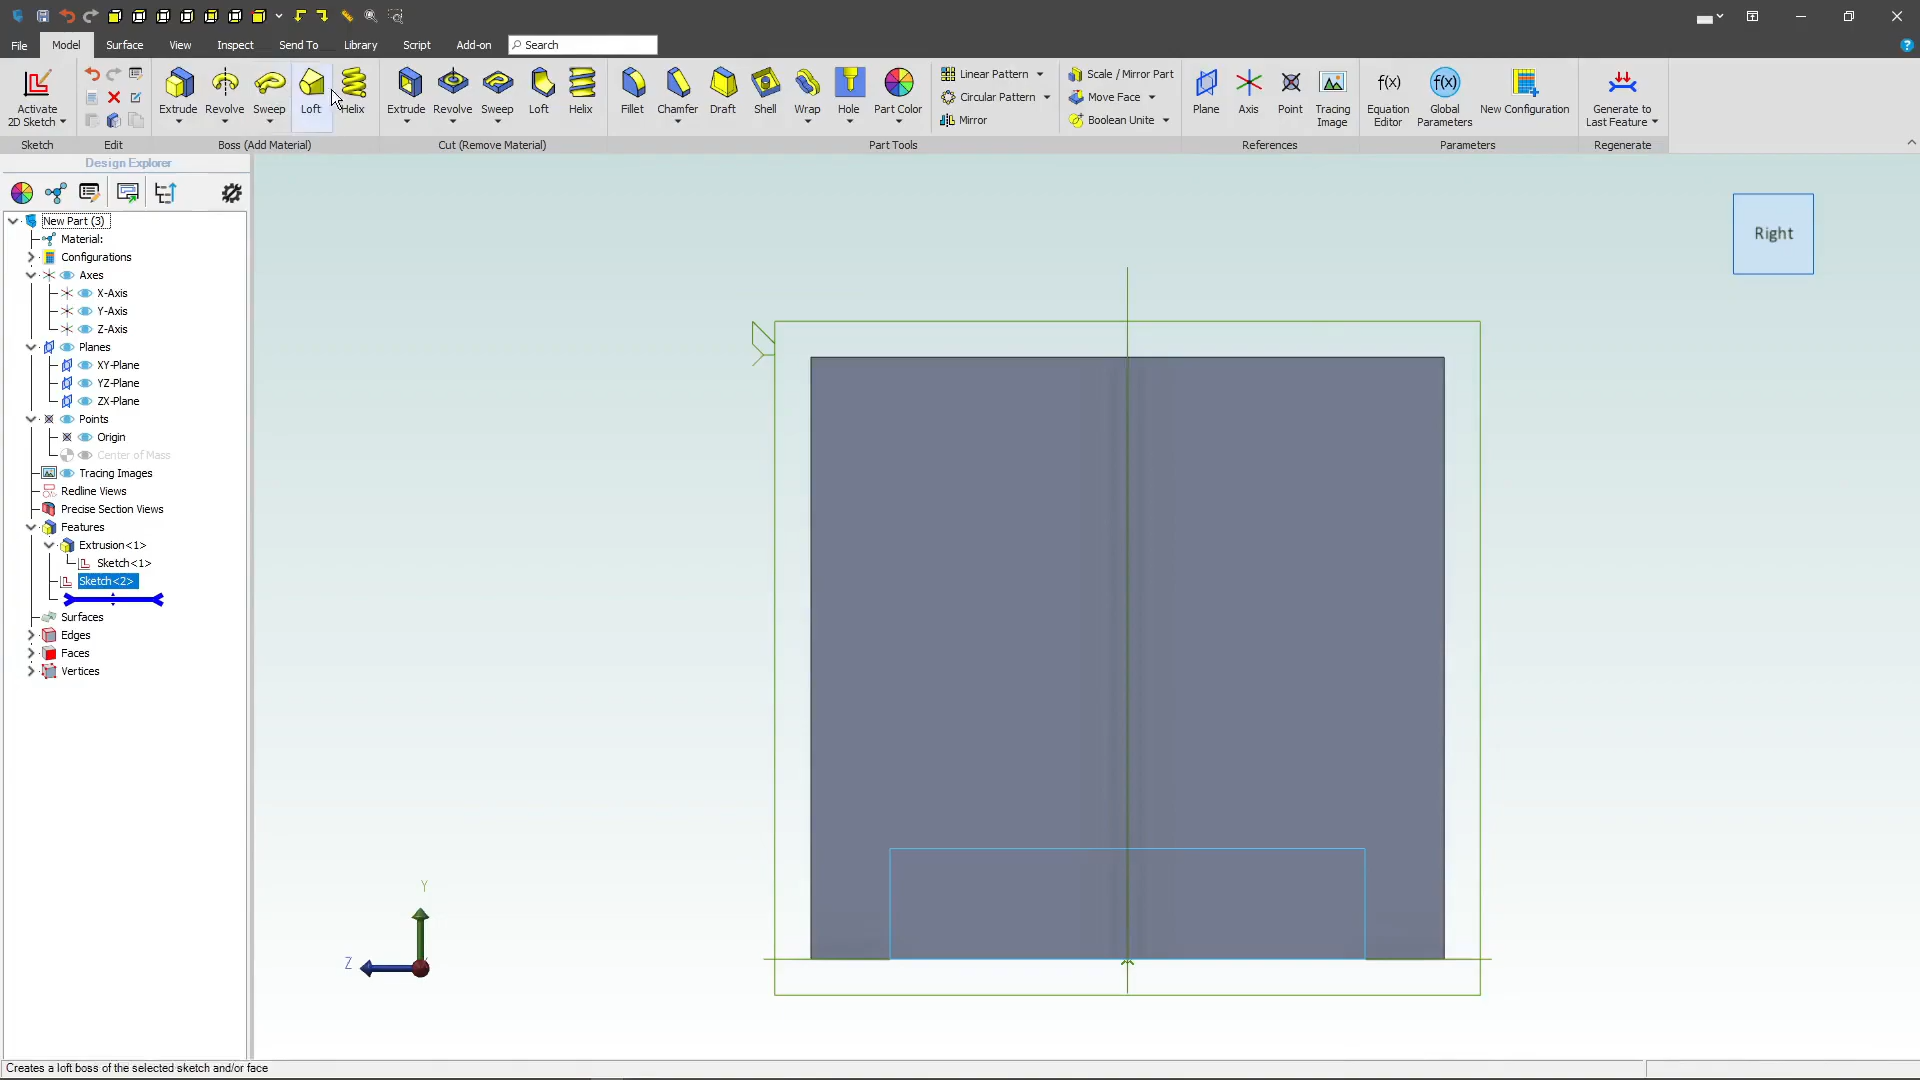 File Model Surface View Inspect Send To Library Script Add-on Search
Activate
2D Sketch
Extrude Revolve Sweep Loft Helix
Extrude Revolve Sweep Loft Helix
Fillet Chamfer Draft Shell Wrap Hole Part Color
Linear Pattern
Circular Pattern
Mirror
Scale / Mirror Part
Move Face
Boolean Unite
Plane Axis Point Tracing
Image
f(x) f(x)
Equation
Editor
Global
Parameters
New Configuration
Generate to
Last Feature
Sketch Edit Boss (Add Material) Cut (Remove Material) Part Tools References Parameters Regenerate
Design Explorer
New Part (3)
Material:
Configurations
Axes
X-Axis
Y-Axis
Z-Axis
Planes
XY-Plane
YZ-Plane
ZX-Plane
Points
Origin
Center of Mass
Tracing Images
Redline Views
Precise Section Views
Features
Extrusion<1>
Sketch<1>
Sketch<2>
Surfaces
Edges
Faces
Vertices
Right
Y
Z
Creates a loft boss of the selected sketch and/or face